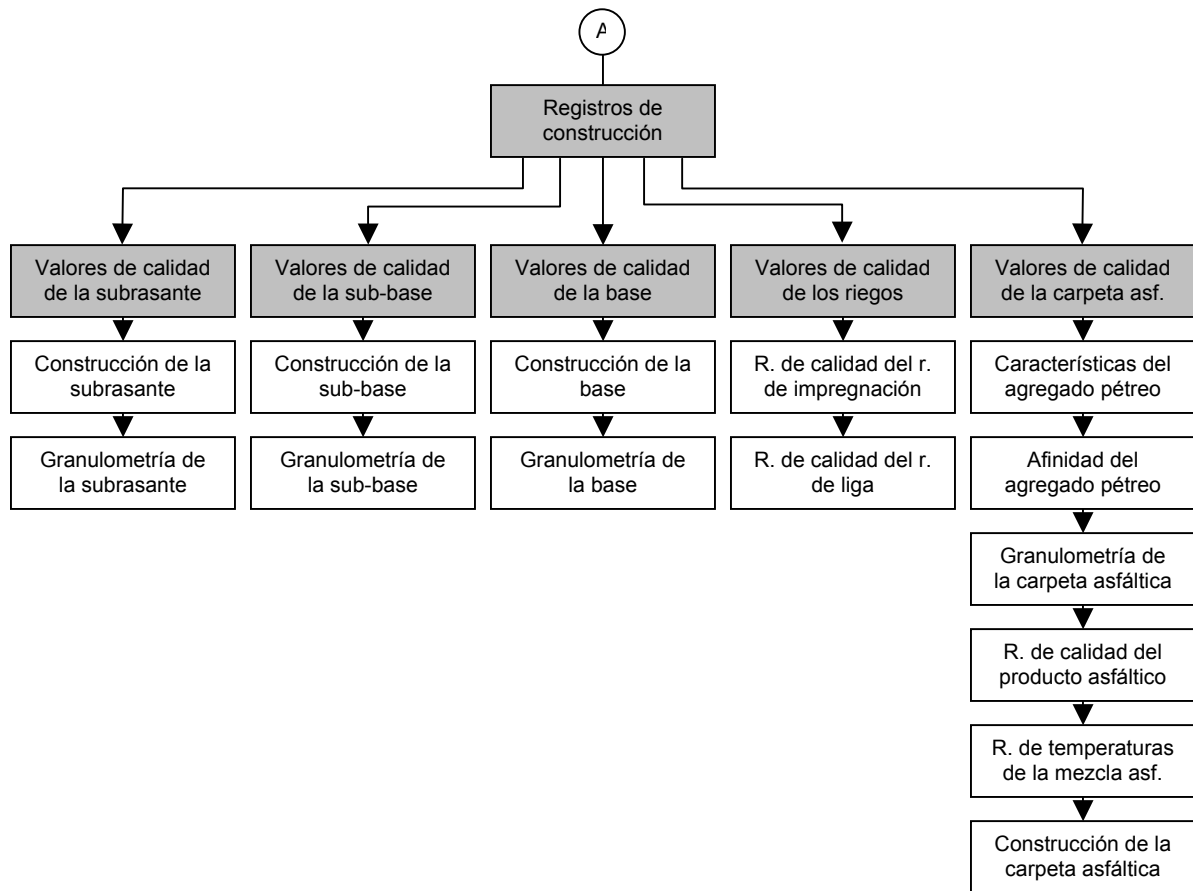 A
Registros de
construcción
Valores de calidad
de la subrasante
Valores de calidad
de la sub-base
Valores de calidad
de la base
Valores de calidad
de los riegos
Valores de calidad
de la carpeta asf.
Construcción de la
subrasante
Construcción de la
sub-base
Construcción de la
base
R. de calidad del r.
de impregnación
Características del
agregado pétreo
Granulometría de
la subrasante
Granulometría de
la sub-base
Granulometría de
la base
R. de calidad del r.
de liga
Afinidad del
agregado pétreo
Granulometría de
la carpeta asfáltica
R. de calidad del
producto asfáltico
R. de temperaturas
de la mezcla asf.
Construcción de la
carpeta asfáltica